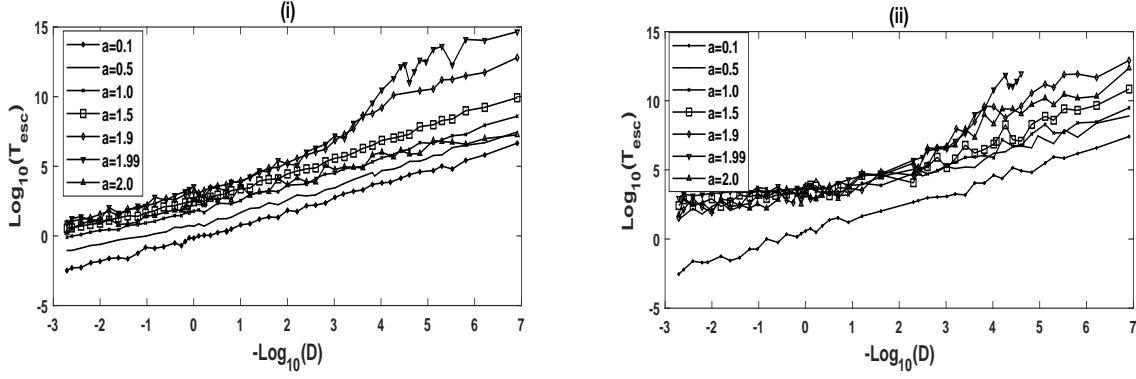 (i)
15
10
5
0
-5
Log10(Tesc)
a=0.1
a=0.5
a=1.0
a=1.5
a=1.9
a=1.99
a=2.0
-3 -2 -1 0 1 2 3 4 5 6 7
-Log10(D)
(ii)
15
10
5
0
-5
Log10(Tesc)
a=0.1
a=0.5
a=1.0
a=1.5
a=1.9
a=1.99
a=2.0
-3 -2 -1 0 1 2 3 4 5 6 7
-Log10(D)